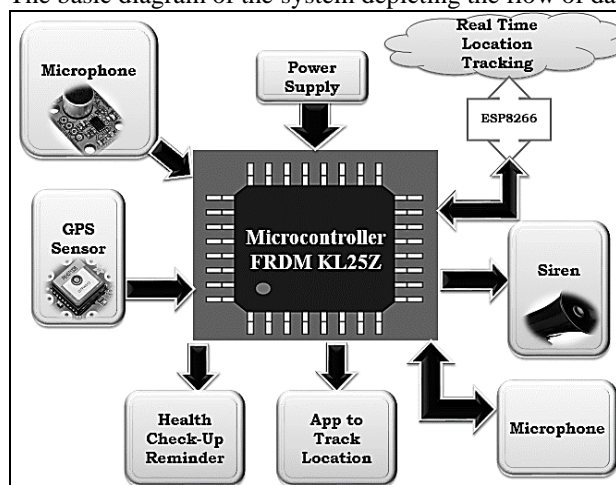 The basic diagram of the system depicting the flow of da
Real Time
Location
Tracking
Microphone
Power
Supply
ESP8266
GPS
Sensor
Microcontroller
FRDM KL25Z
Siren
Health
Check-Up
Reminder
App to
Track
Location
Microphone